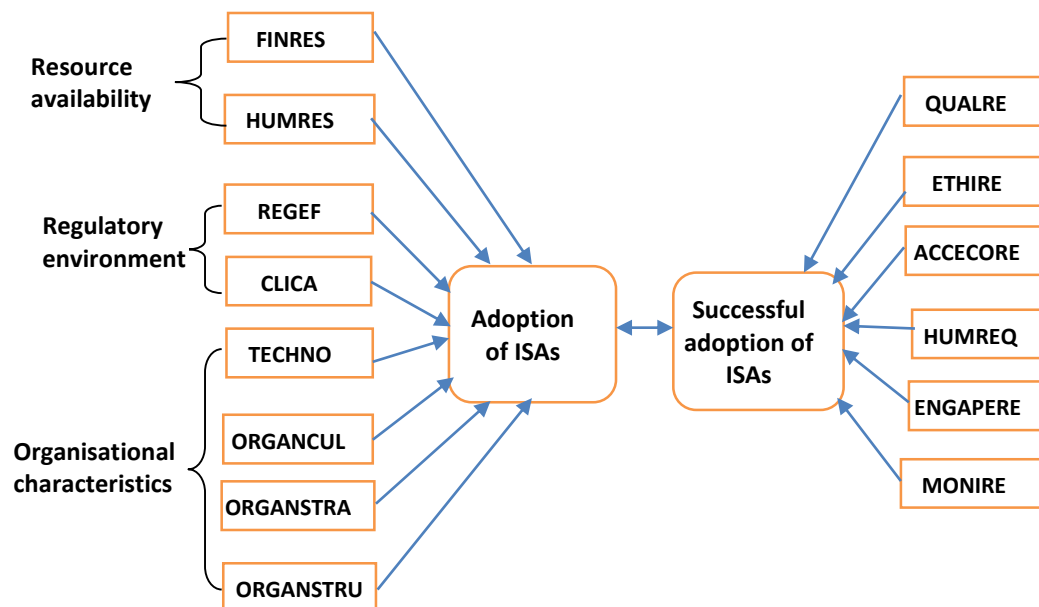 Resource
availability
FINRES
HUMRES
Regulatory
environment
REGEF
CLICA
Organisational
characteristics
TECHNO
ORGANCUL
ORGANSTRA
ORGANSTRU
Adoption
of ISAs
Successful
adoption of
ISAs
QUALRE
ETHIRE
ACCECORE
HUMREQ
ENGAPERE
MONIRE